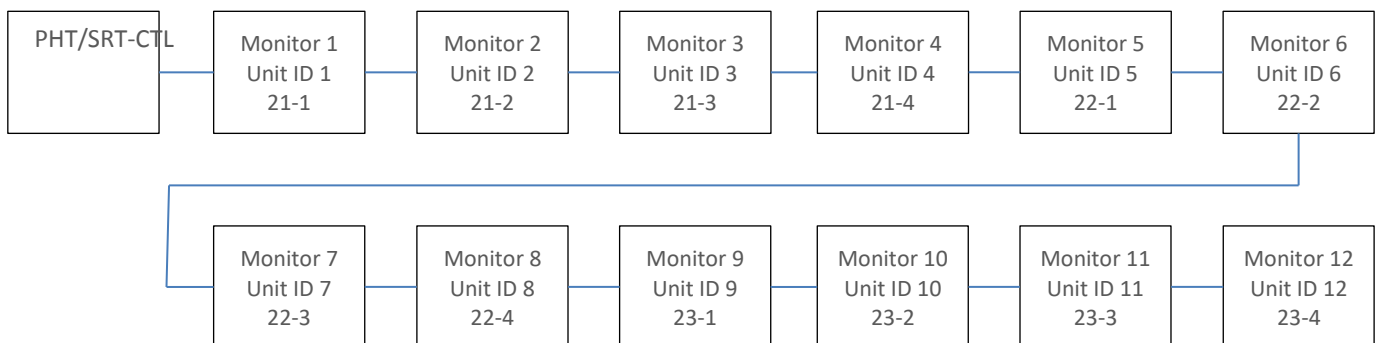 PHT/SRT-CTL
Monitor 1
Unit ID 1
21-1
Monitor 2
Unit ID 2
21-2
Monitor 3
Unit ID 3
21-3
Monitor 4
Unit ID 4
21-4
Monitor 5
Unit ID 5
22-1
Monitor 6
Unit ID 6
22-2
Monitor 7
Unit ID 7
22-3
Monitor 8
Unit ID 8
22-4
Monitor 9
Unit ID 9
23-1
Monitor 10
Unit ID 10
23-2
Monitor 11
Unit ID 11
23-3
Monitor 12
Unit ID 12
23-4